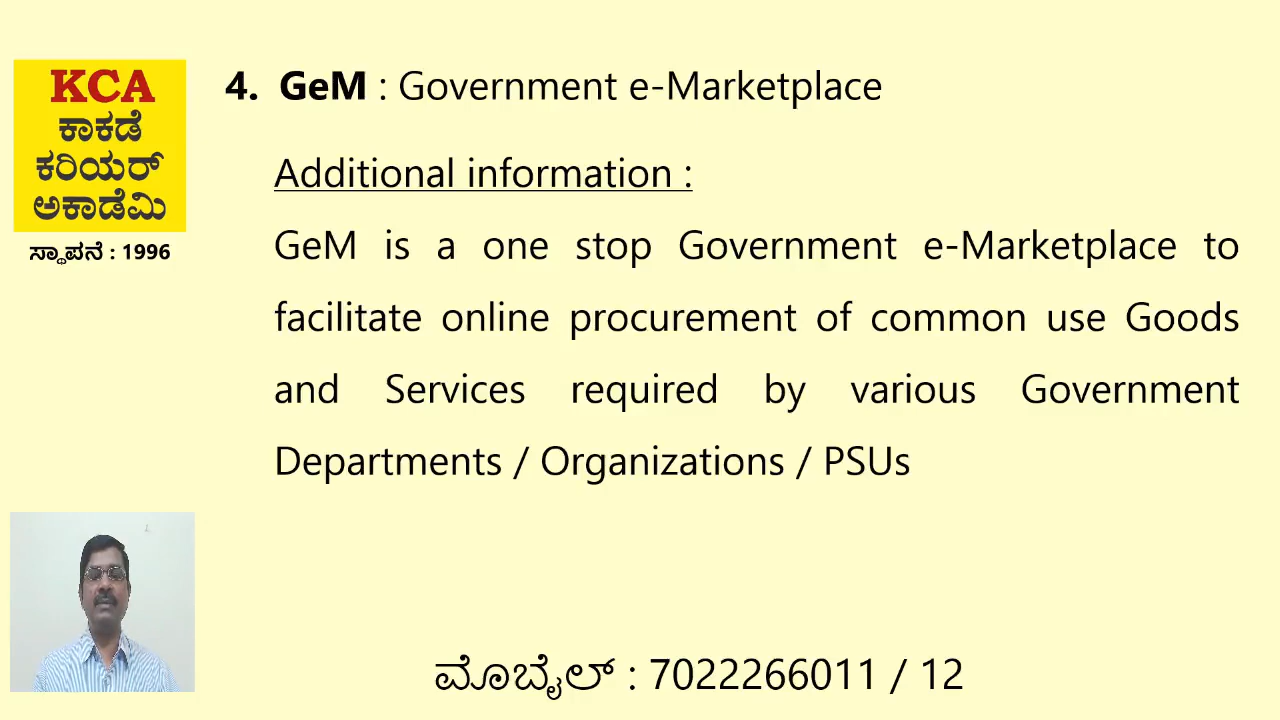 KCA
ಕಾಕಡೆ
ಕರಿಯರ್
ಅಕಾಡೆಮಿ
ಸ್ಥಾಪನೆ : 1996
4. GeM : Government e-Marketplace
Additional information :
GeM is a one stop Government e-Marketplace to
facilitate online procurement of common use Goods
and Services required by various Government
Departments / Organizations / PSUs
ಮೊಬೈಲ್ : 7022266011 / 12